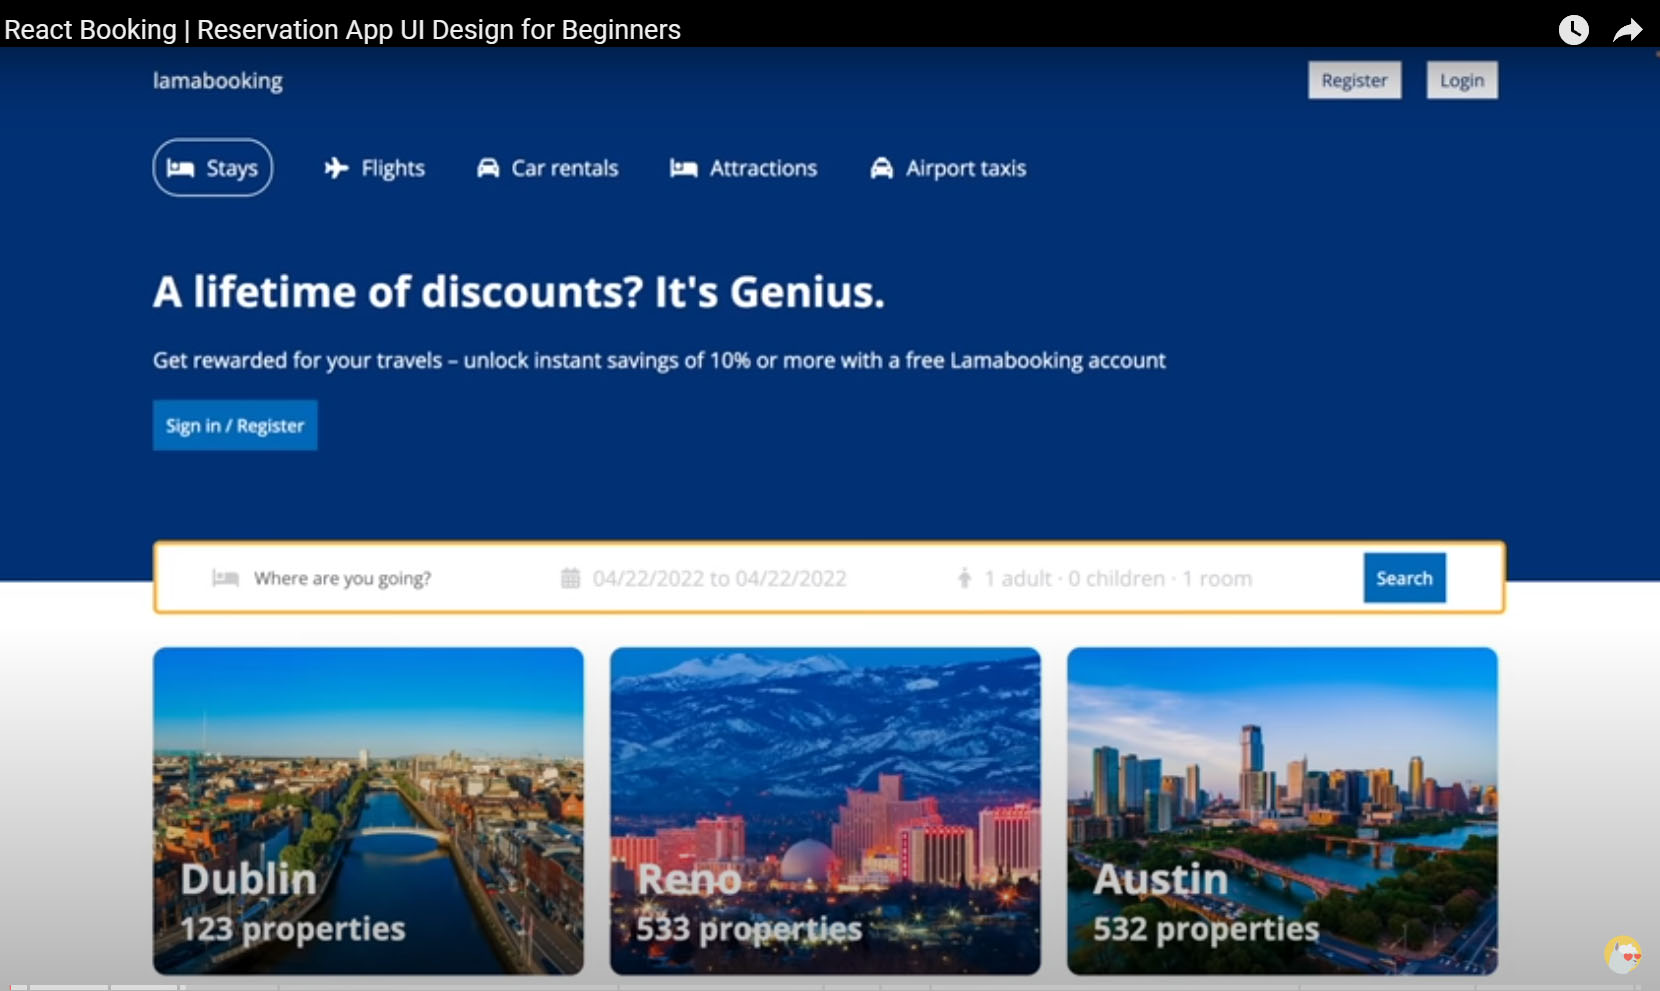 React Booking | Reservation App UI Design for Beginners
lamabooking
Register
Login
Stays
Flights
Car rentals
Attractions
Airport taxis
A lifetime of discounts? It's Genius.
Get rewarded for your travels – unlock instant savings of 10% or more with a free Lamabooking account
Sign in / Register
Where are you going?
04/22/2022 to 04/22/2022
1 adult · 0 children · 1 room
Search
Dublin
123 properties
Reno
533 properties
Austin
532 properties